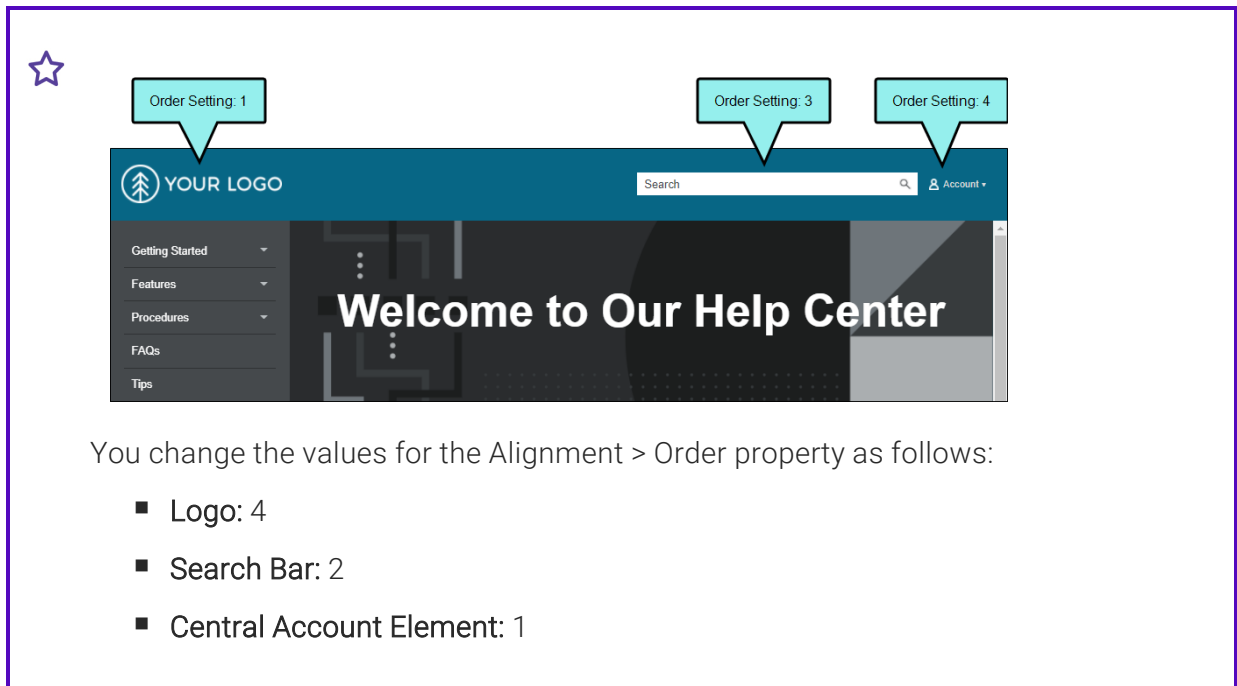 Order Setting: 1
Order Setting: 3
Order Setting: 4
YOUR LOGO
Search
Account
Getting Started
Features
Procedures
FAQs
Tips
Welcome to Our Help Center
You change the values for the Alignment > Order property as follows:
Logo: 4
Search Bar: 2
Central Account Element: 1